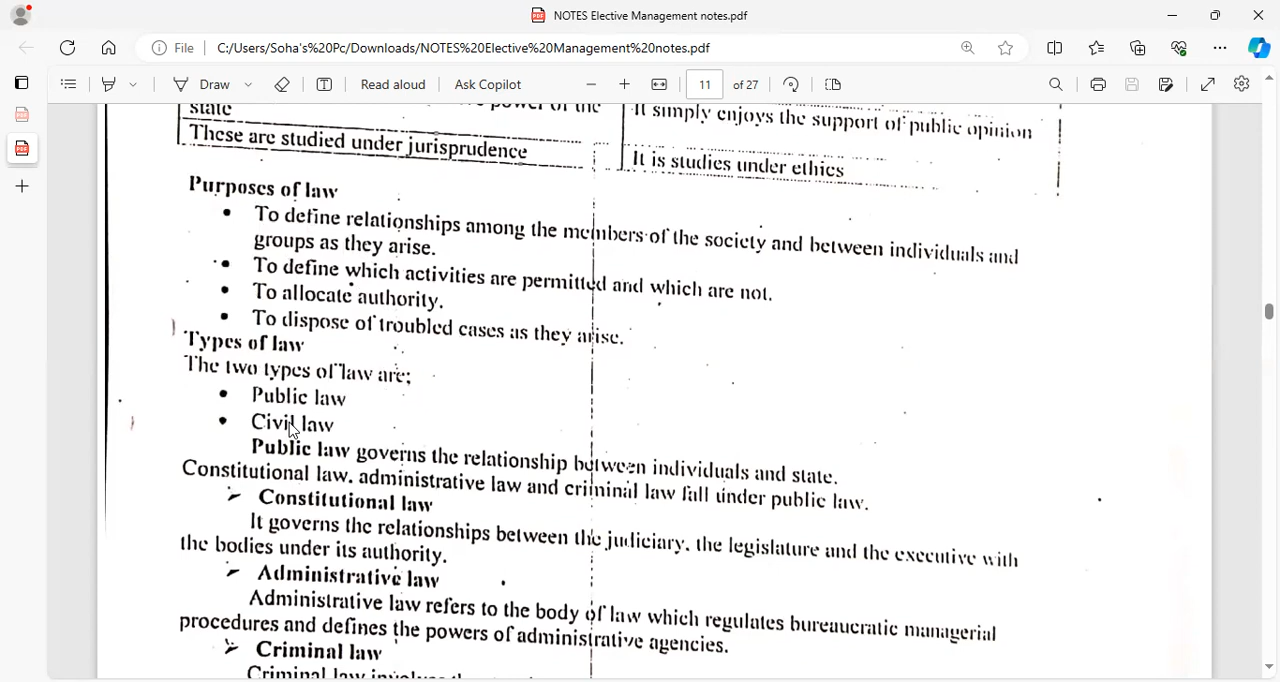 NOTES Elective Management notes.pdf
File C:/Users/Soha's%20Pc/Downloads/NOTES%20Elective%20Management%20notes.pdf
Draw Read aloud Ask Copilot 11 of 27
state power of the It simply enjoys the support of public opinion
These are studied under jurisprudence It is studies under ethics
Purposes of law
• To define relationships among the members of the society and between individuals and
groups as they arise.
• To define which activities are permitted and which are not.
• To allocate authority.
• To dispose of troubled cases as they arise.
Types of law
The two types of law are;
• Public law
• Civil law
Public law governs the relationship between individuals and state.
Constitutional law, administrative law and criminal law fall under public law.
➢ Constitutional law
It governs the relationships between the judiciary, the legislature and the executive with
the bodies under its authority.
➢ Administrative law
Administrative law refers to the body of law which regulates bureaucratic managerial
procedures and defines the powers of administrative agencies.
➢ Criminal law
Criminal law